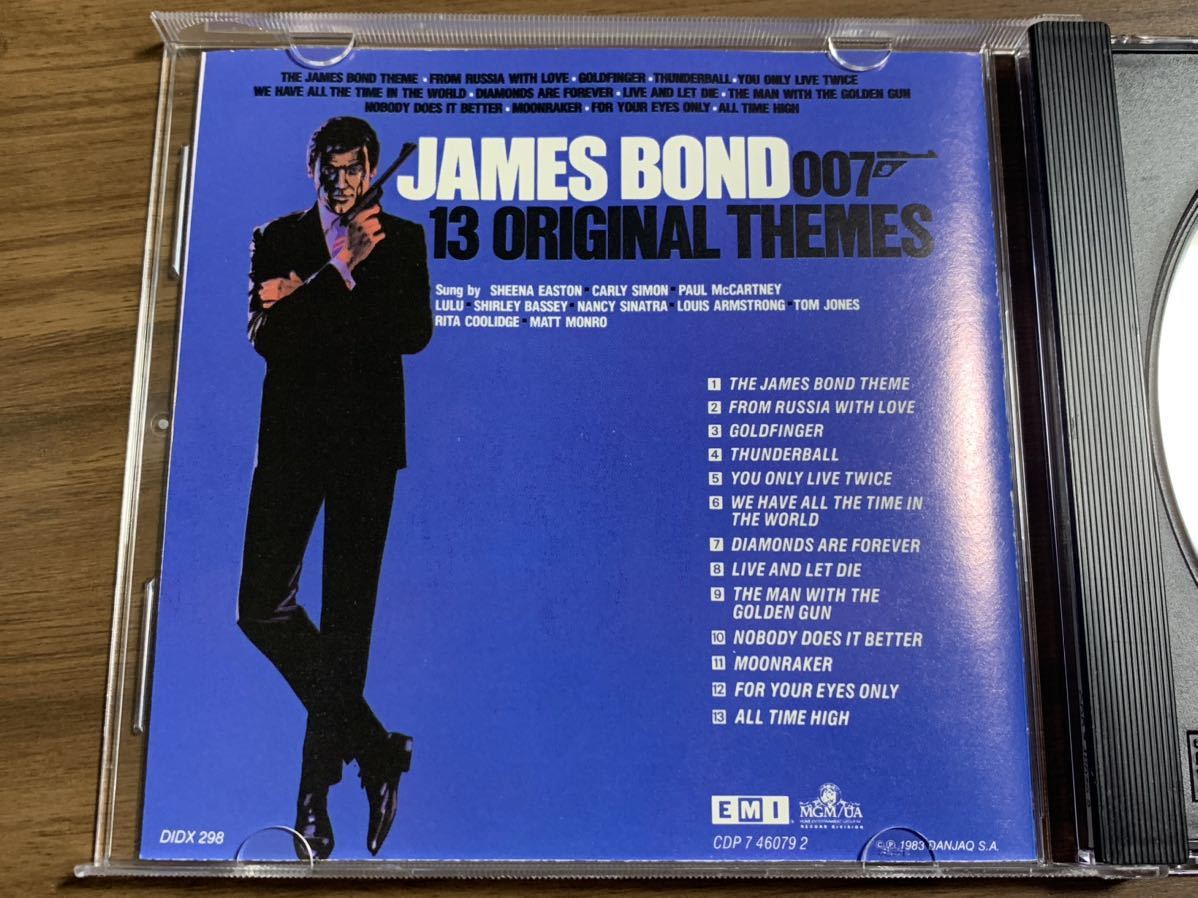 THE JAMES BOND THEME • FROM RUSSIA WITH LOVE • GOLDFINGER • THUNDERBALL • YOU ONLY LIVE TWICE
WE HAVE ALL THE TIME IN THE WORLD • DIAMONDS ARE FOREVER • LIVE AND LET DIE • THE MAN WITH THE GOLDEN GUN
NOBODY DOES IT BETTER • MOONRAKER • FOR YOUR EYES ONLY • ALL TIME HIGH
JAMES BOND 007
13 ORIGINAL THEMES
Sung by SHEENA EASTON • CARLY SIMON • PAUL McCARTNEY
LULU • SHIRLEY BASSEY • NANCY SINATRA • LOUIS ARMSTRONG • TOM JONES
RITA COOLIDGE • MATT MONRO
1 THE JAMES BOND THEME
2 FROM RUSSIA WITH LOVE
3 GOLDFINGER
4 THUNDERBALL
5 YOU ONLY LIVE TWICE
6 WE HAVE ALL THE TIME IN
THE WORLD
7 DIAMONDS ARE FOREVER
8 LIVE AND LET DIE
9 THE MAN WITH THE
GOLDEN GUN
10 NOBODY DOES IT BETTER
11 MOONRAKER
12 FOR YOUR EYES ONLY
13 ALL TIME HIGH
EMI
MGM/UA
HOME ENTERTAINMENT GROUP
RECORD DIVISION
DIDX 298
CDP 7 46079 2
© ℗ 1983 DANJAQ S.A.